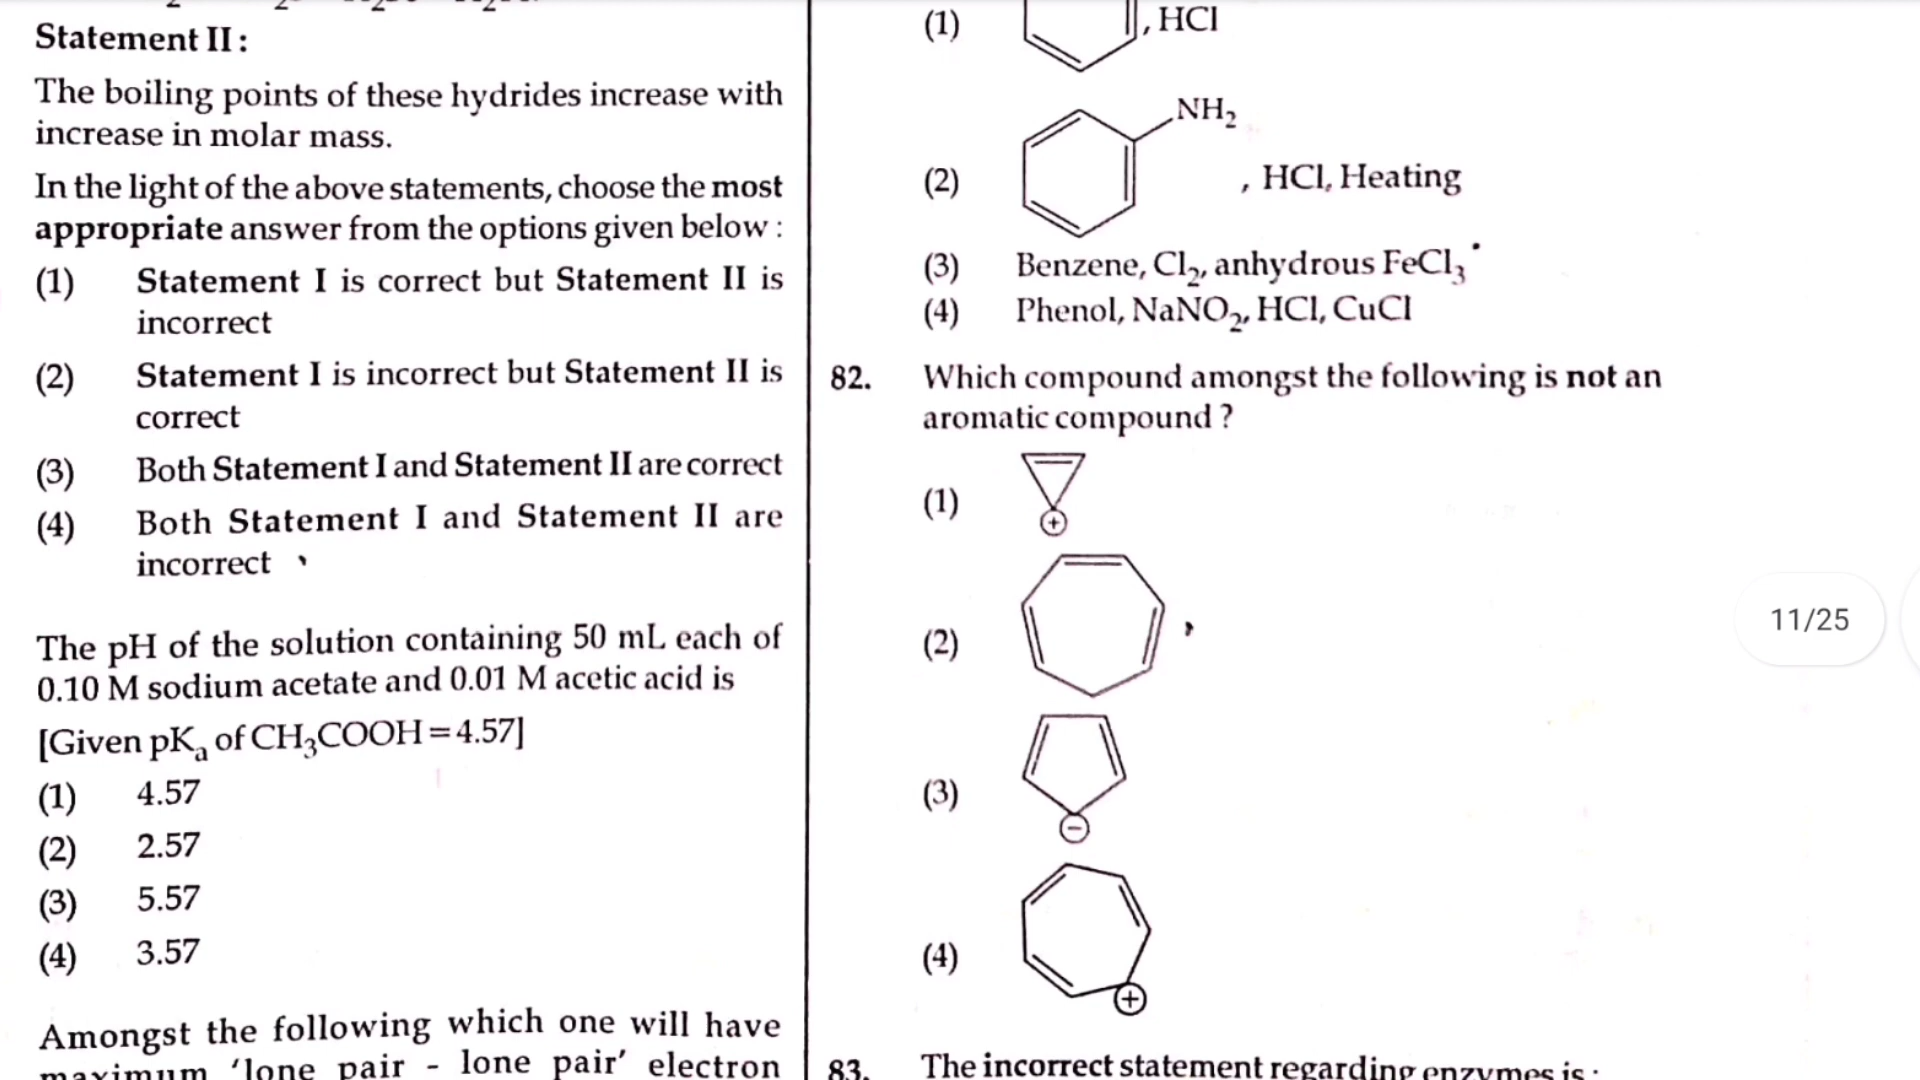 Statement II :
The boiling points of these hydrides increase with
increase in molar mass.
In the light of the above statements, choose the most
appropriate answer from the options given below :
(1) Statement I is correct but Statement II is
incorrect
(2) Statement I is incorrect but Statement II is
correct
(3) Both Statement I and Statement II are correct
(4) Both Statement I and Statement II are
incorrect
The pH of the solution containing 50 mL each of
0.10 M sodium acetate and 0.01 M acetic acid is
[Given pKₐ of CH₃COOH = 4.57]
(1) 4.57
(2) 2.57
(3) 5.57
(4) 3.57
Amongst the following which one will have
maximum 'lone pair - lone pair' electron
(1) , HCl
(2) NH₂ , HCl, Heating
(3) Benzene, Cl₂, anhydrous FeCl₃
(4) Phenol, NaNO₂, HCl, CuCl
82. Which compound amongst the following is not an
aromatic compound ?
(1) +
(2)
(3) −
(4) +
83. The incorrect statement regarding enzymes is :
11/25